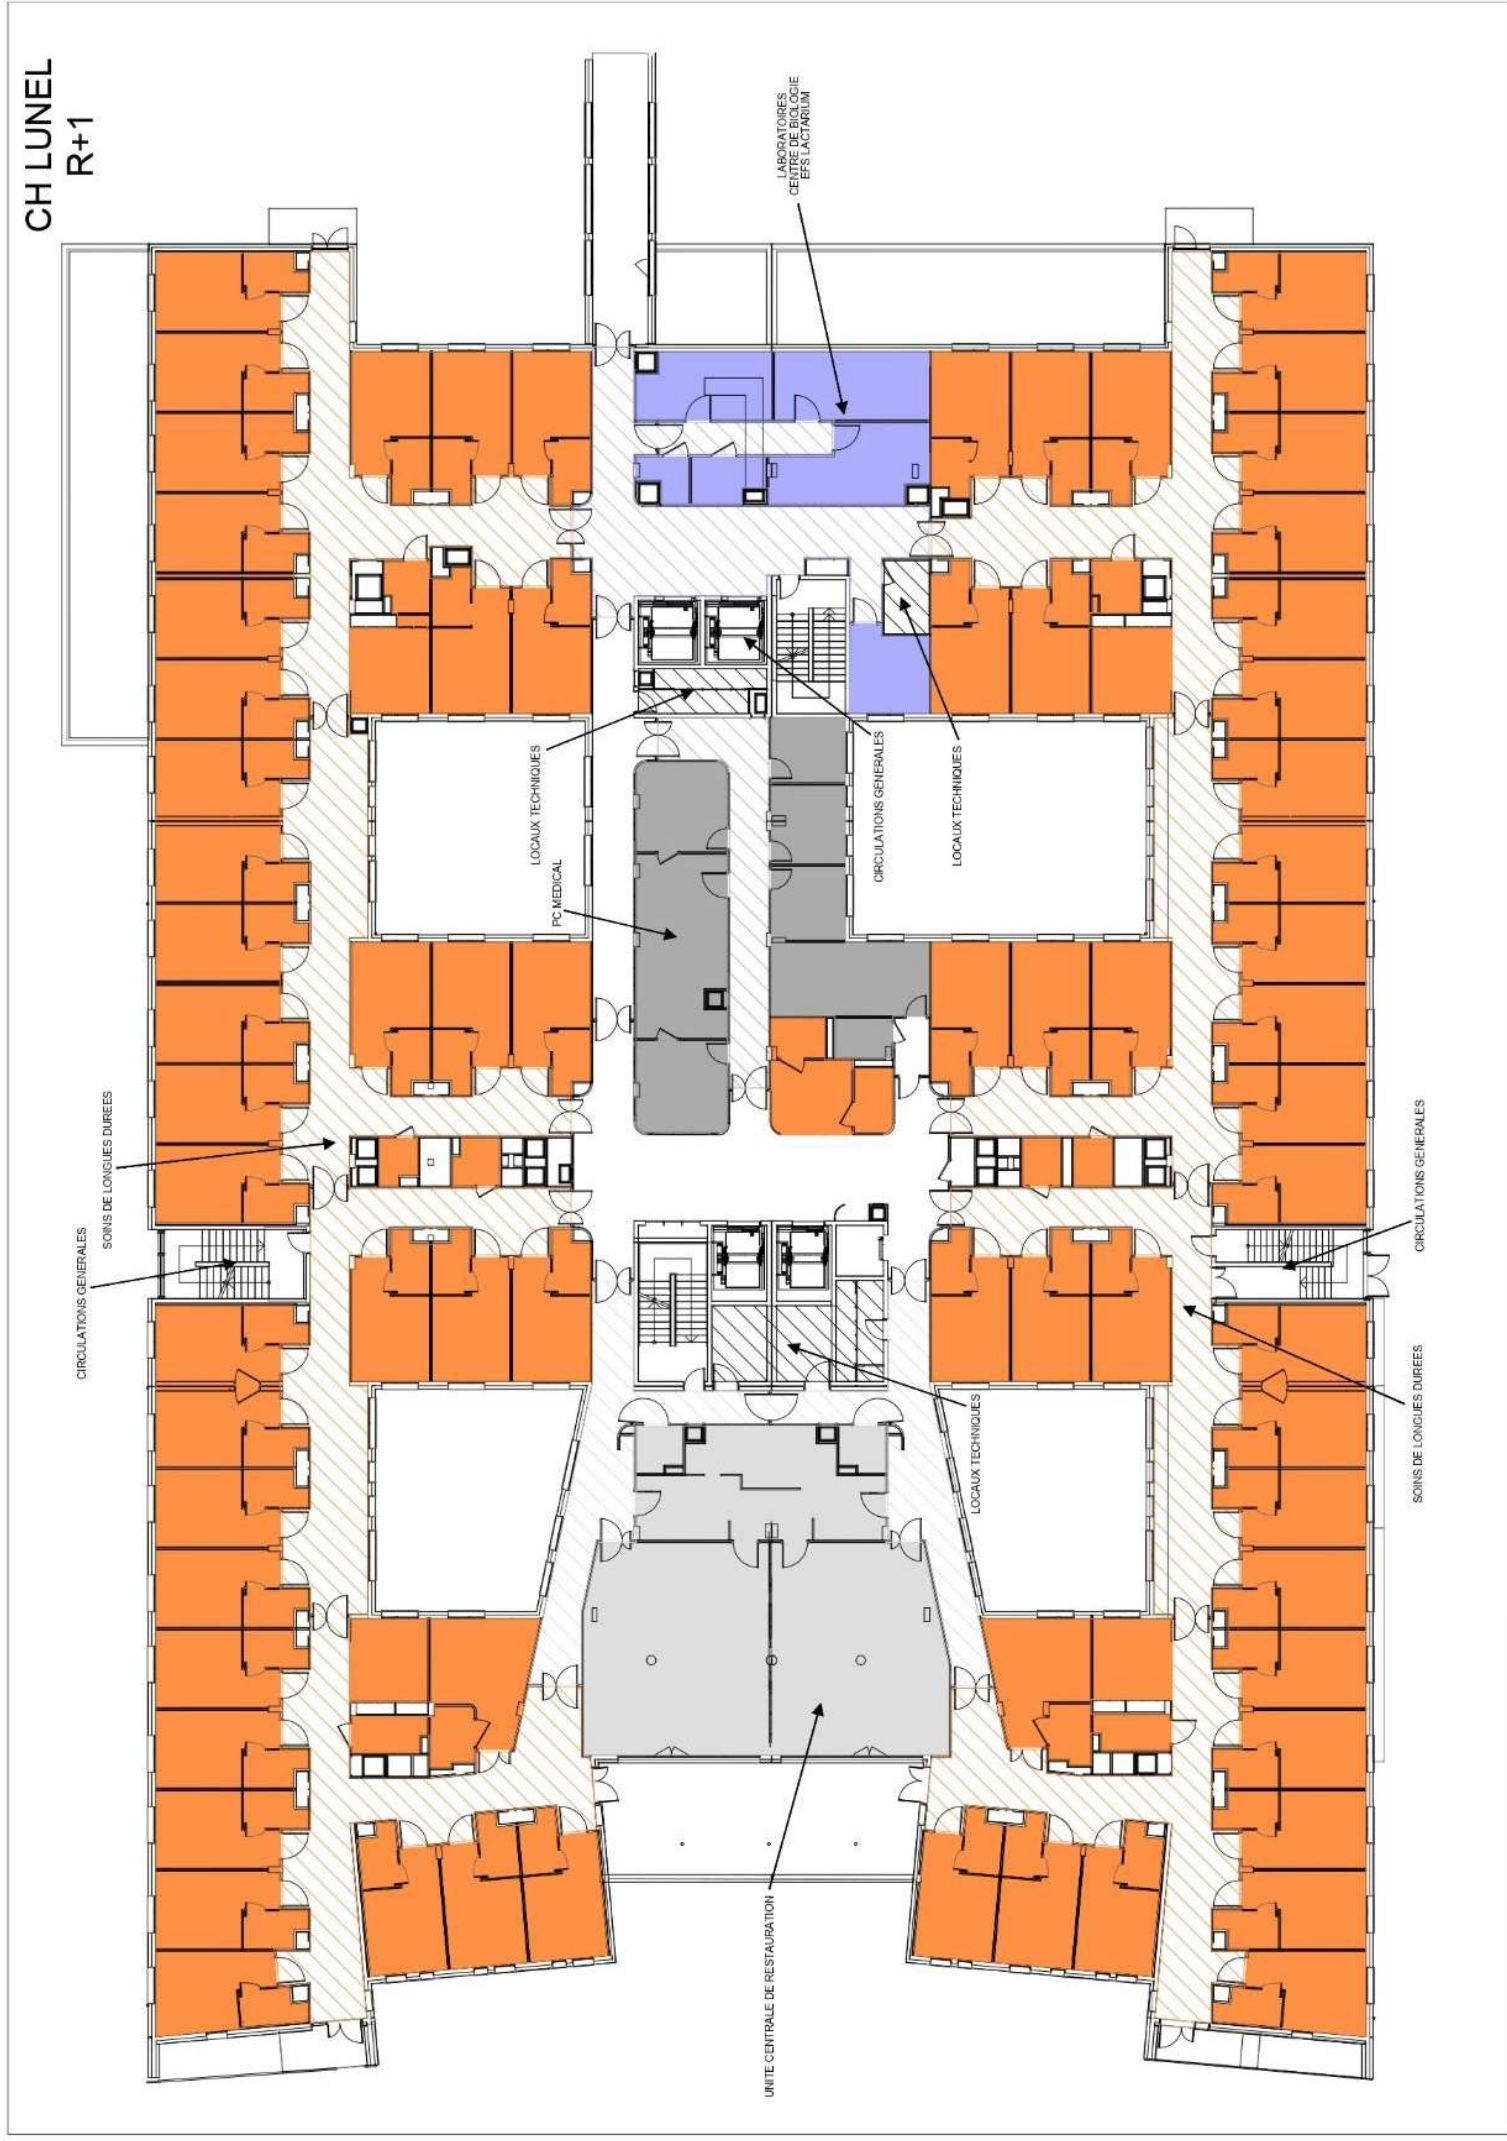 CH LUNEL
R+1
LABORATOIRES
CENTRE DE BIOLOGIE
EFS LACTARIUM
LOCAUX TECHNIQUES
PC MEDICAL
CIRCULATIONS GENERALES
LOCAUX TECHNIQUES
SOINS DE LONGUES DUREES
CIRCULATIONS GENERALES
CIRCULATIONS GENERALES
LOCAUX TECHNIQUES
SOINS DE LONGUES DUREES
UNITE CENTRALE DE RESTAURATION